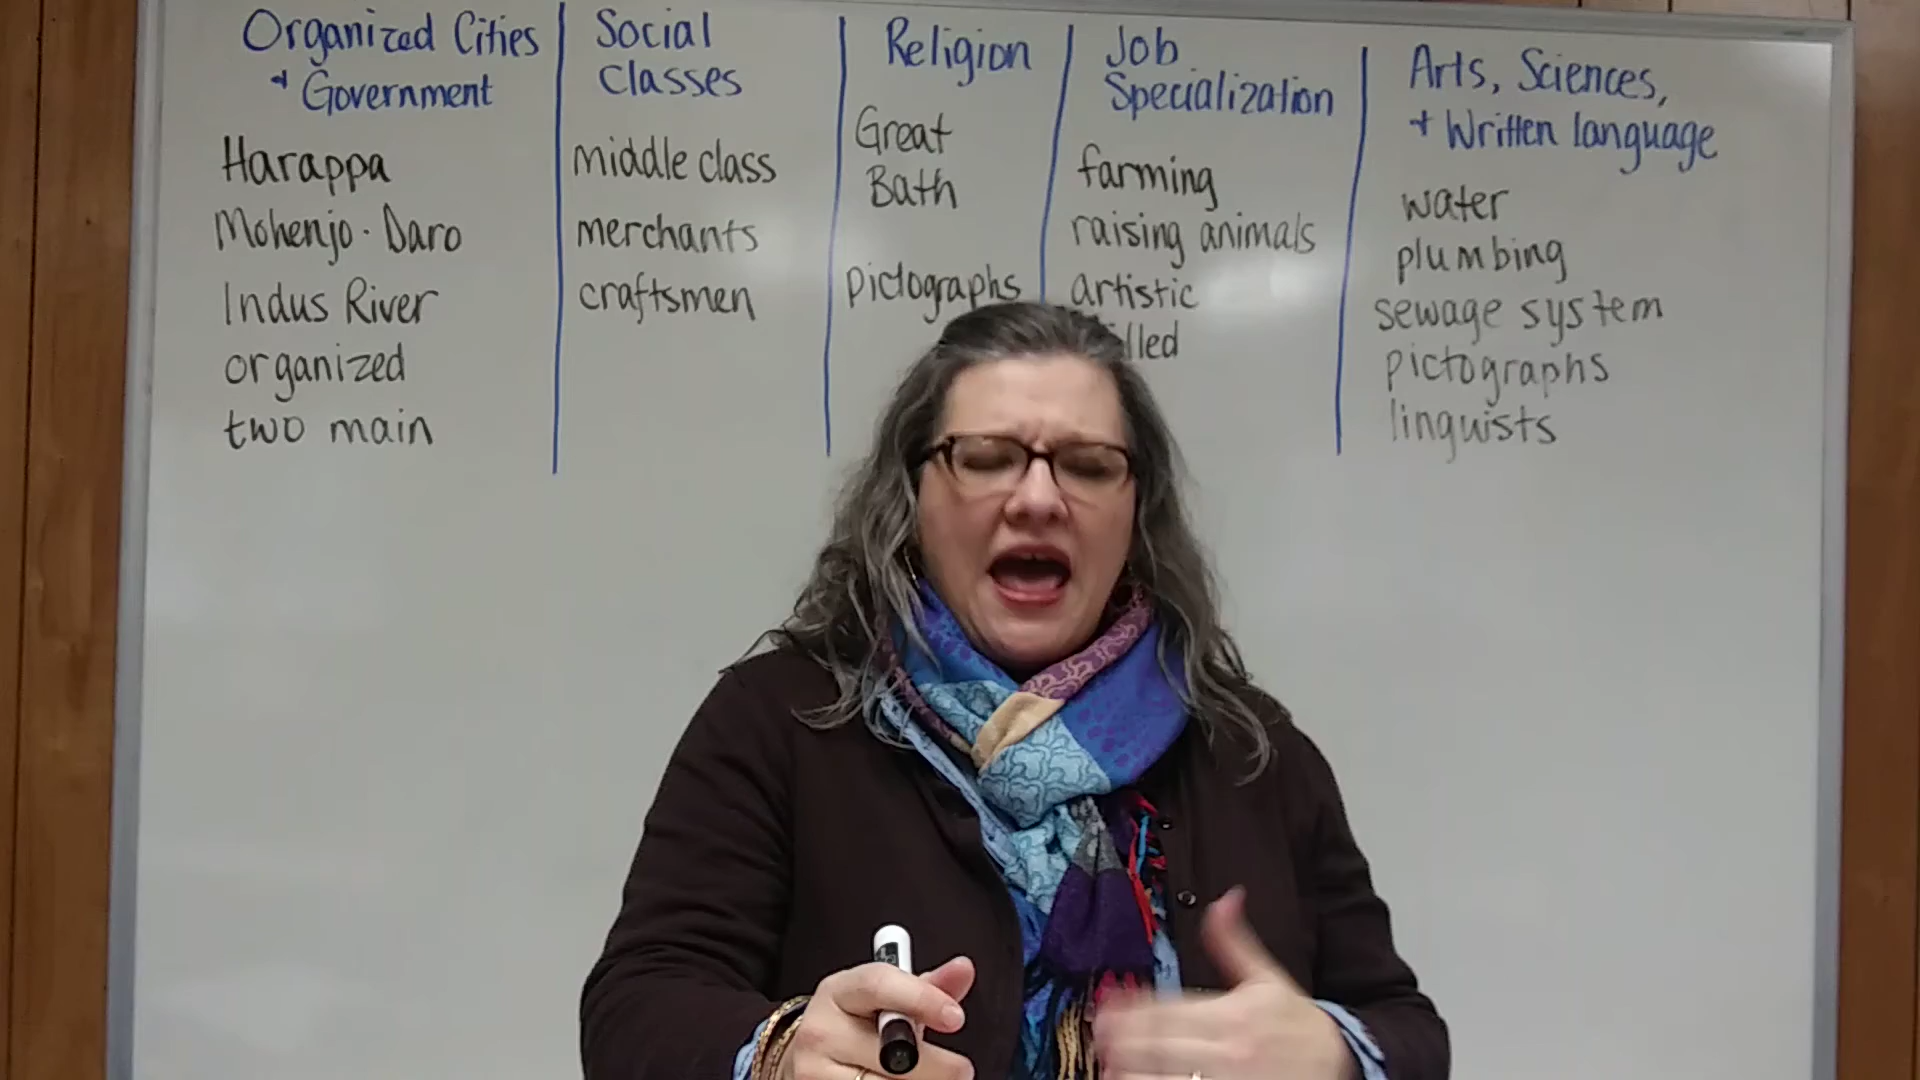 Organized Cities
+ Government
Harappa
Mohenjo-Daro
Indus River
organized
two main
Social
Classes
middle class
merchants
craftsmen
Religion
Great
Bath
pictographs
Job
Specialization
farming
raising animals
artistic
Arts, Sciences,
+ Written language
water
plumbing
sewage system
pictographs
linguists